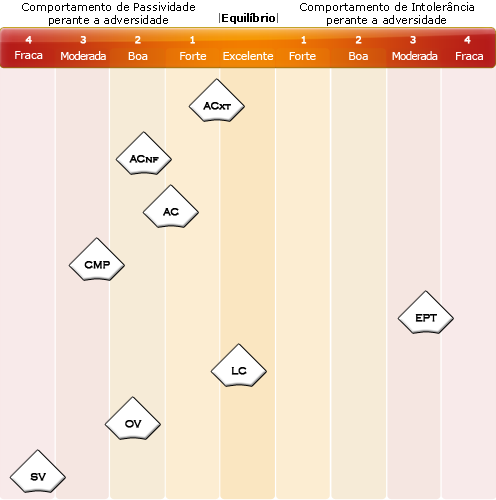 Comportamento de Passividade
perante a adversidade
|Equilíbrio|
Comportamento de Intolerância
perante a adversidade
4 3 2 1 1 2 3 4
Fraca Moderada Boa Forte Excelente Forte Boa Moderada Fraca
ACXT
ACNF
AC
CMP
EPT
LC
OV
SV